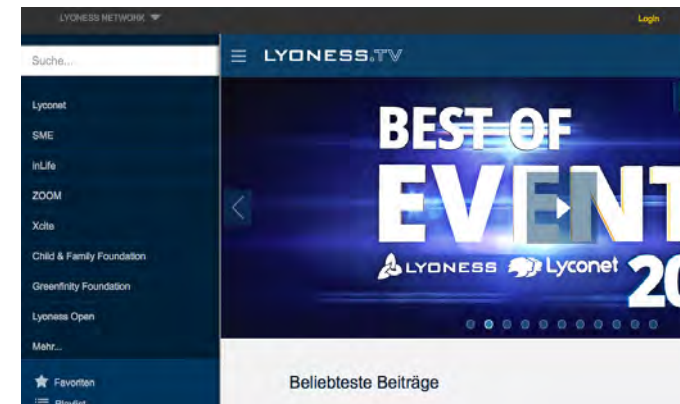 LYONESS NETWORK
Login
Suche...
LYONESS.TV
Lyconet
SME
inLife
ZOOM
Xcite
Child & Family Foundation
Greenfinity Foundation
Lyoness Open
Mehr...
Favoriten
Playlist
BEST OF
EVENT
LYONESS Lyconet 20
Beliebteste Beiträge